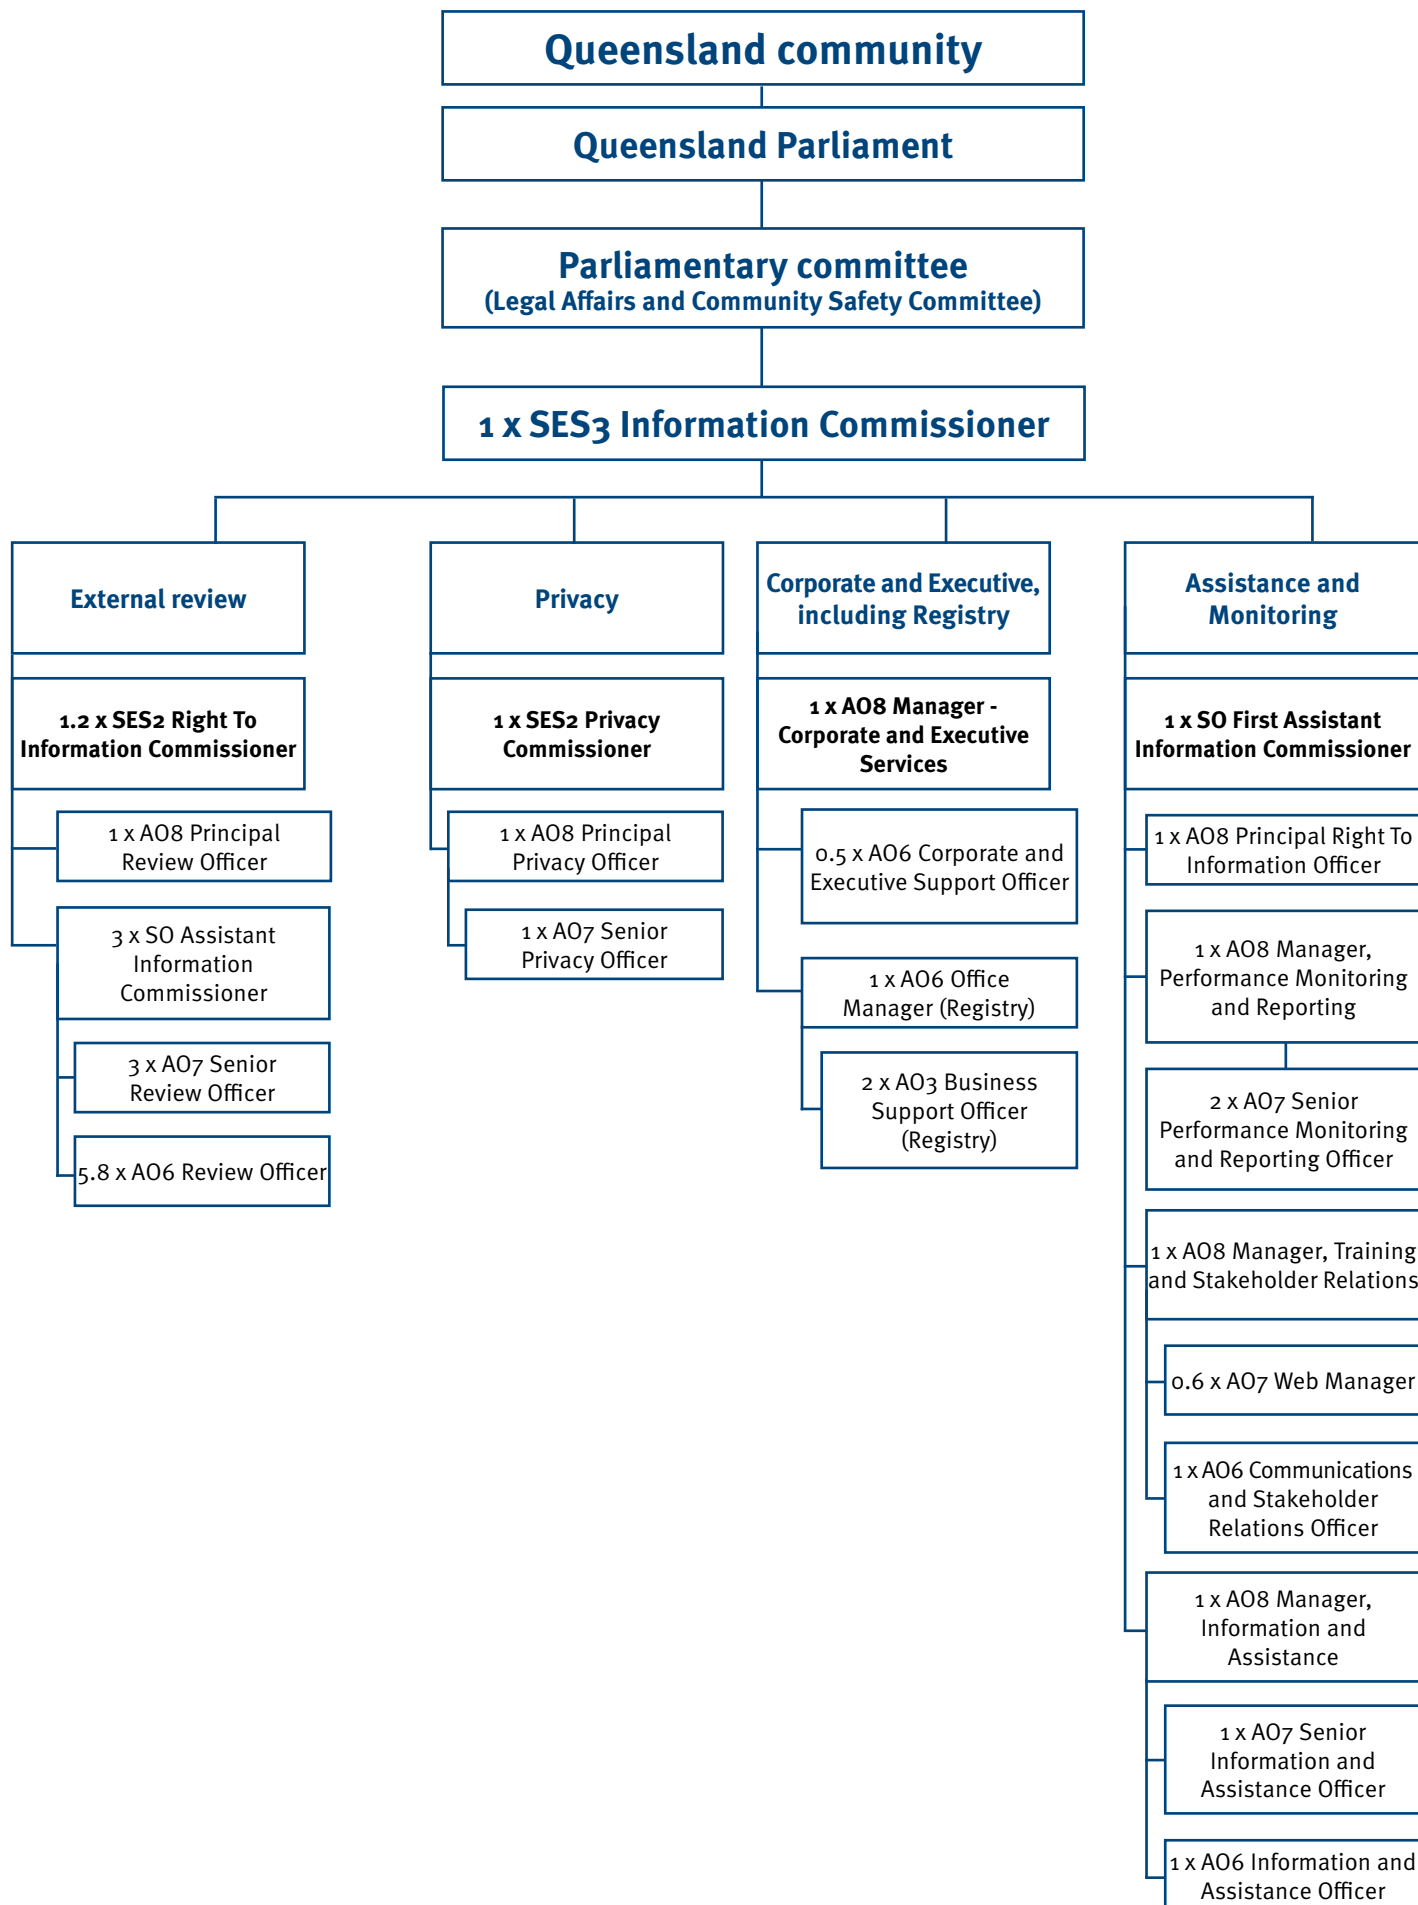 Queensland community
Queensland Parliament
Parliamentary committee
(Legal Affairs and Community Safety Committee)
1 x SES3 Information Commissioner
External review
1.2 x SES2 Right To
Information Commissioner
1 x AO8 Principal
Review Officer
3 x SO Assistant
Information
Commissioner
3 x AO7 Senior
Review Officer
5.8 x AO6 Review Officer
Privacy
1 x SES2 Privacy
Commissioner
1 x AO8 Principal
Privacy Officer
1 x AO7 Senior
Privacy Officer
Corporate and Executive,
including Registry
1 x AO8 Manager -
Corporate and Executive
Services
0.5 x AO6 Corporate and
Executive Support Officer
1 x AO6 Office
Manager (Registry)
2 x AO3 Business
Support Officer
(Registry)
Assistance and
Monitoring
1 x SO First Assistant
Information Commissioner
1 x AO8 Principal Right To
Information Officer
1 x AO8 Manager,
Performance Monitoring
and Reporting
2 x AO7 Senior
Performance Monitoring
and Reporting Officer
1 x AO8 Manager, Training
and Stakeholder Relations
0.6 x AO7 Web Manager
1 x AO6 Communications
and Stakeholder
Relations Officer
1 x AO8 Manager,
Information and
Assistance
1 x AO7 Senior
Information and
Assistance Officer
1 x AO6 Information and
Assistance Officer